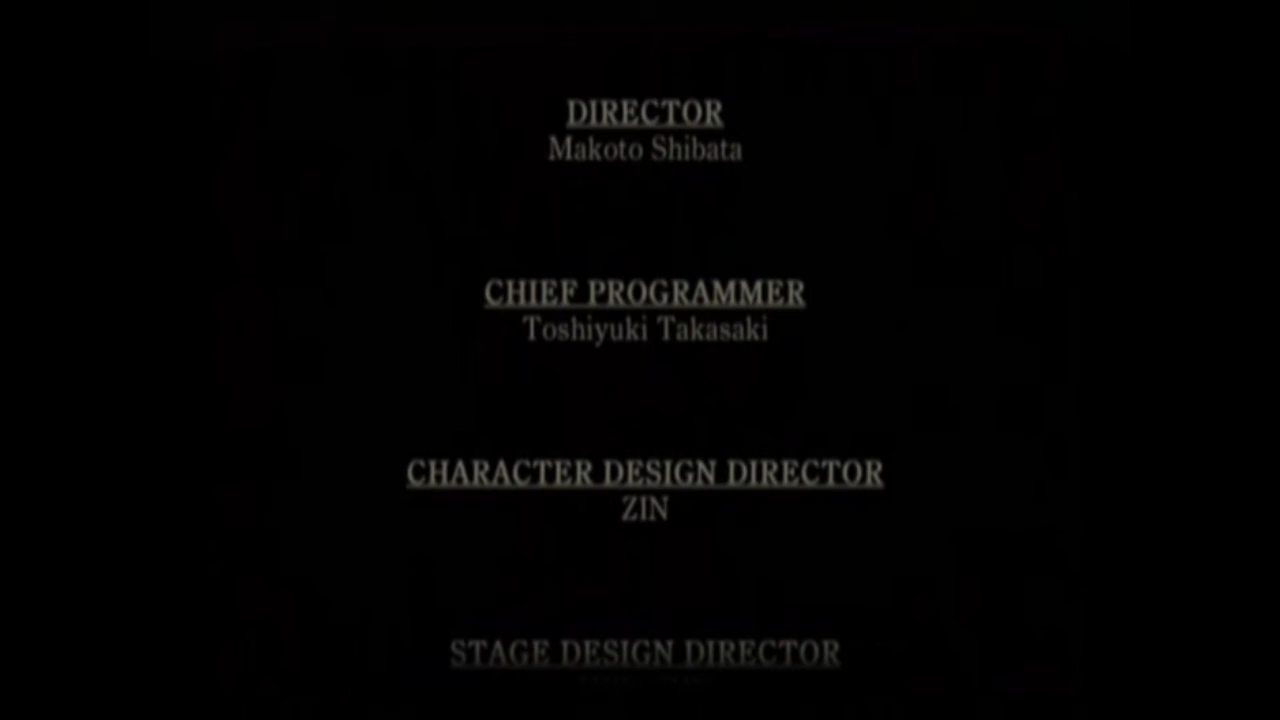 DIRECTOR
Makoto Shibata
CHIEF PROGRAMMER
Toshiyuki Takasaki
CHARACTER DESIGN DIRECTOR
ZIN
STAGE DESIGN DIRECTOR